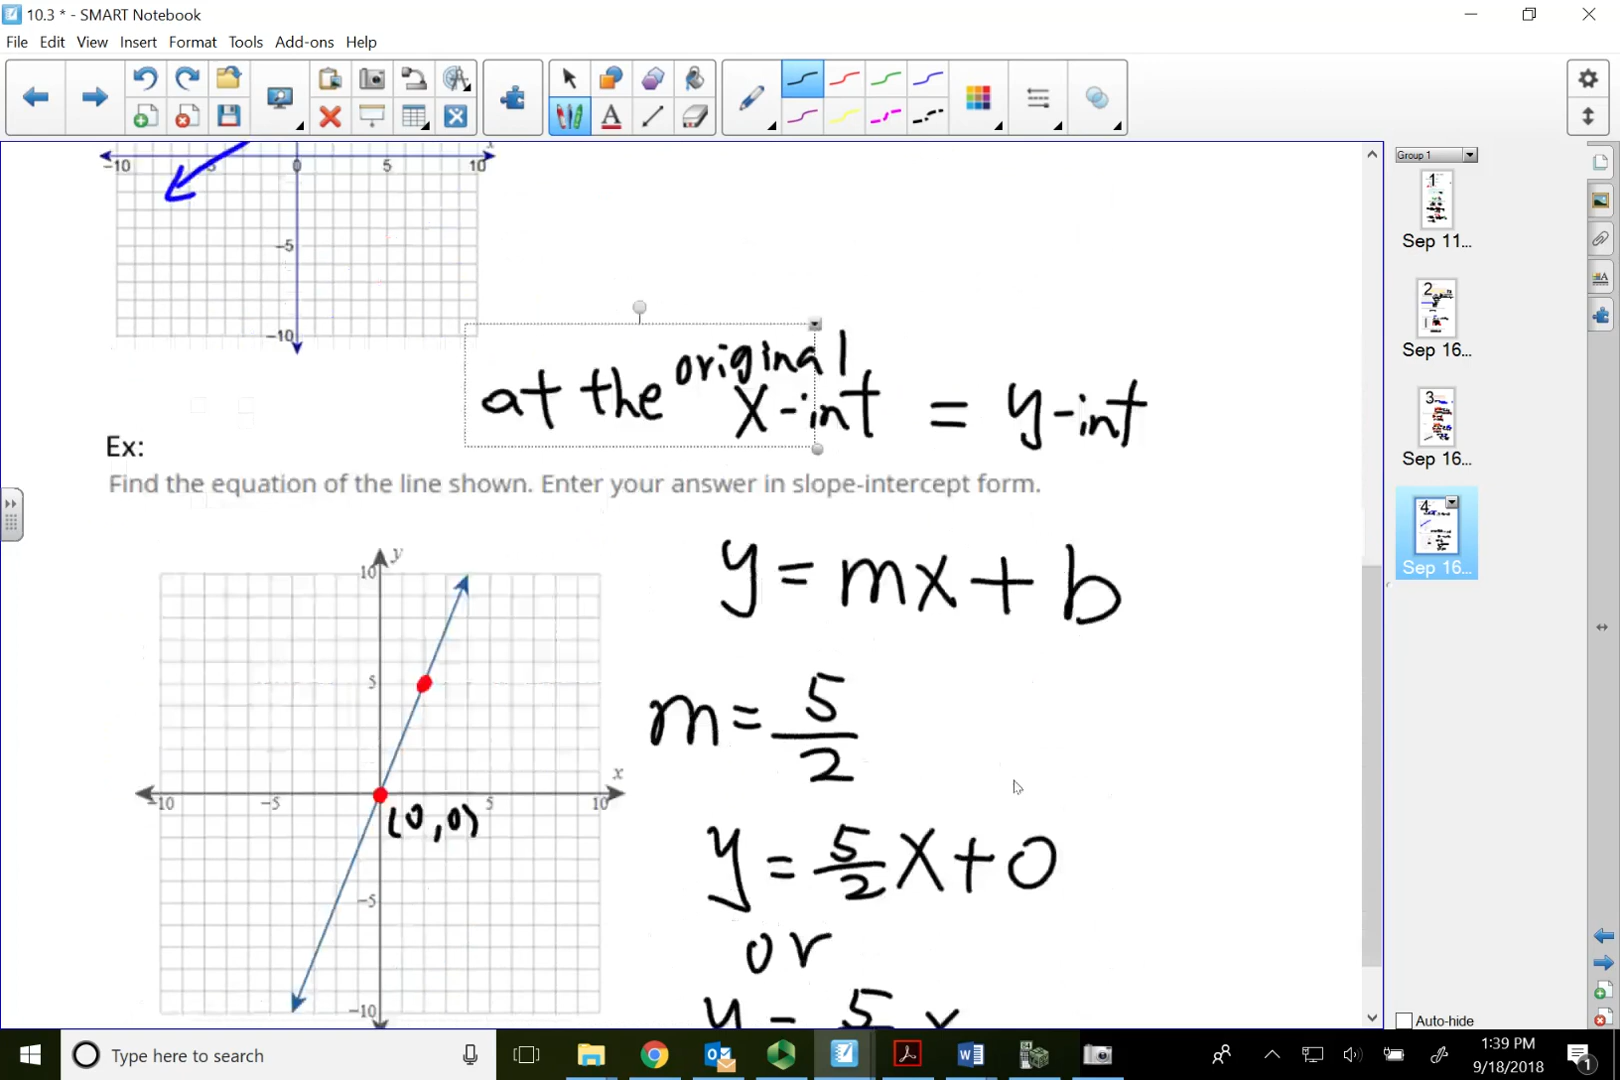 10.3 * - SMART Notebook
File Edit View Insert Format Tools Add-ons Help
Group 1
1
Sep 11...
2
Sep 16...
3
Sep 16...
4
Sep 16...
Auto-hide
x
-10 0 5 10
-5
-10
at the original x-int = y-int
Ex:
Find the equation of the line shown. Enter your answer in slope-intercept form.
y = mx + b
y
10
5
m = 5/2
x
-10 -5 5 10
(0,0)
y = 5/2 x + 0
-5
or
-10
y = 5 x
Type here to search
1:39 PM
9/18/2018
1